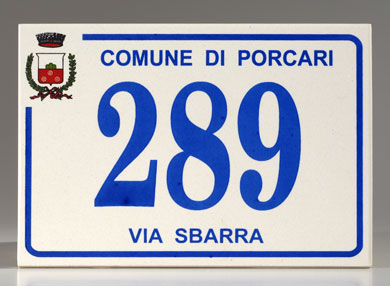 COMUNE DI PORCARI
289
VIA SBARRA